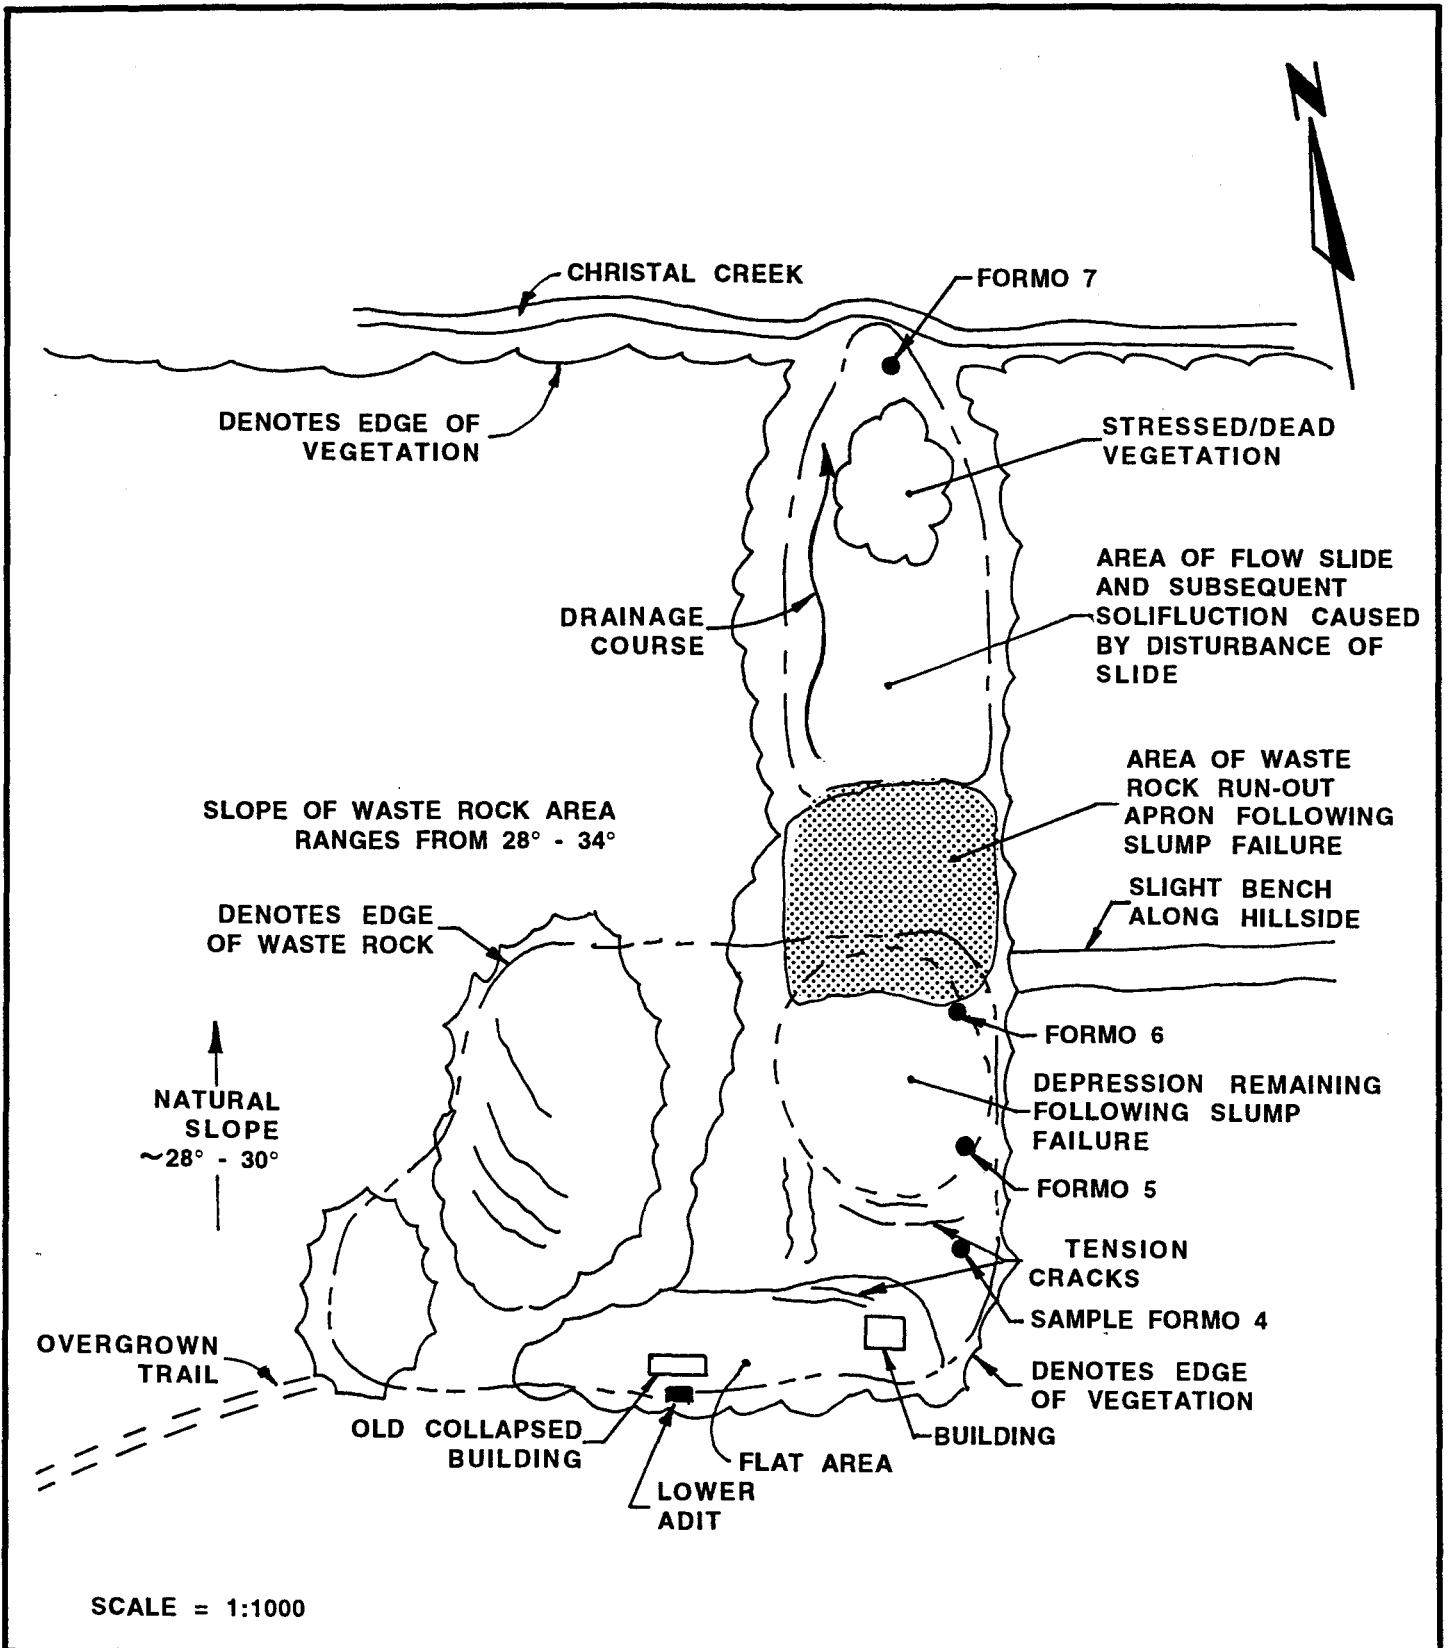 N
CHRISTAL CREEK
FORMO 7
DENOTES EDGE OF
VEGETATION
STRESSED/DEAD
VEGETATION
AREA OF FLOW SLIDE
AND SUBSEQUENT
SOLIFLUCTION CAUSED
BY DISTURBANCE OF
SLIDE
DRAINAGE
COURSE
AREA OF WASTE
ROCK RUN-OUT
APRON FOLLOWING
SLUMP FAILURE
SLOPE OF WASTE ROCK AREA
RANGES FROM 28° - 34°
SLIGHT BENCH
ALONG HILLSIDE
DENOTES EDGE
OF WASTE ROCK
FORMO 6
NATURAL
SLOPE
~28° - 30°
DEPRESSION REMAINING
FOLLOWING SLUMP
FAILURE
FORMO 5
TENSION
CRACKS
SAMPLE FORMO 4
OVERGROWN
TRAIL
DENOTES EDGE
OF VEGETATION
OLD COLLAPSED
BUILDING
BUILDING
FLAT AREA
LOWER
ADIT
SCALE = 1:1000